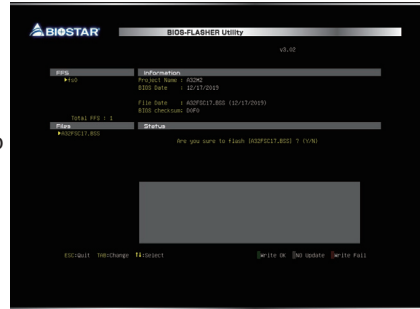 BIOSTAR
BIOS-FLASHER Utility
v3.02
FFS
fs0
Total FFS : 1
Information
Project Name : A32M2
BIOS Date : 12/17/2019
File Date : A32FSC17.BSS (12/17/2019)
BIOS checksum: D0F0
Files
A32FSC17.BSS
Status
Are you sure to flash [A32FSC17.BSS] ? (Y/N)
ESC:Quit TAB:Change ↑↓:Select
Write OK NO Update Write Fail